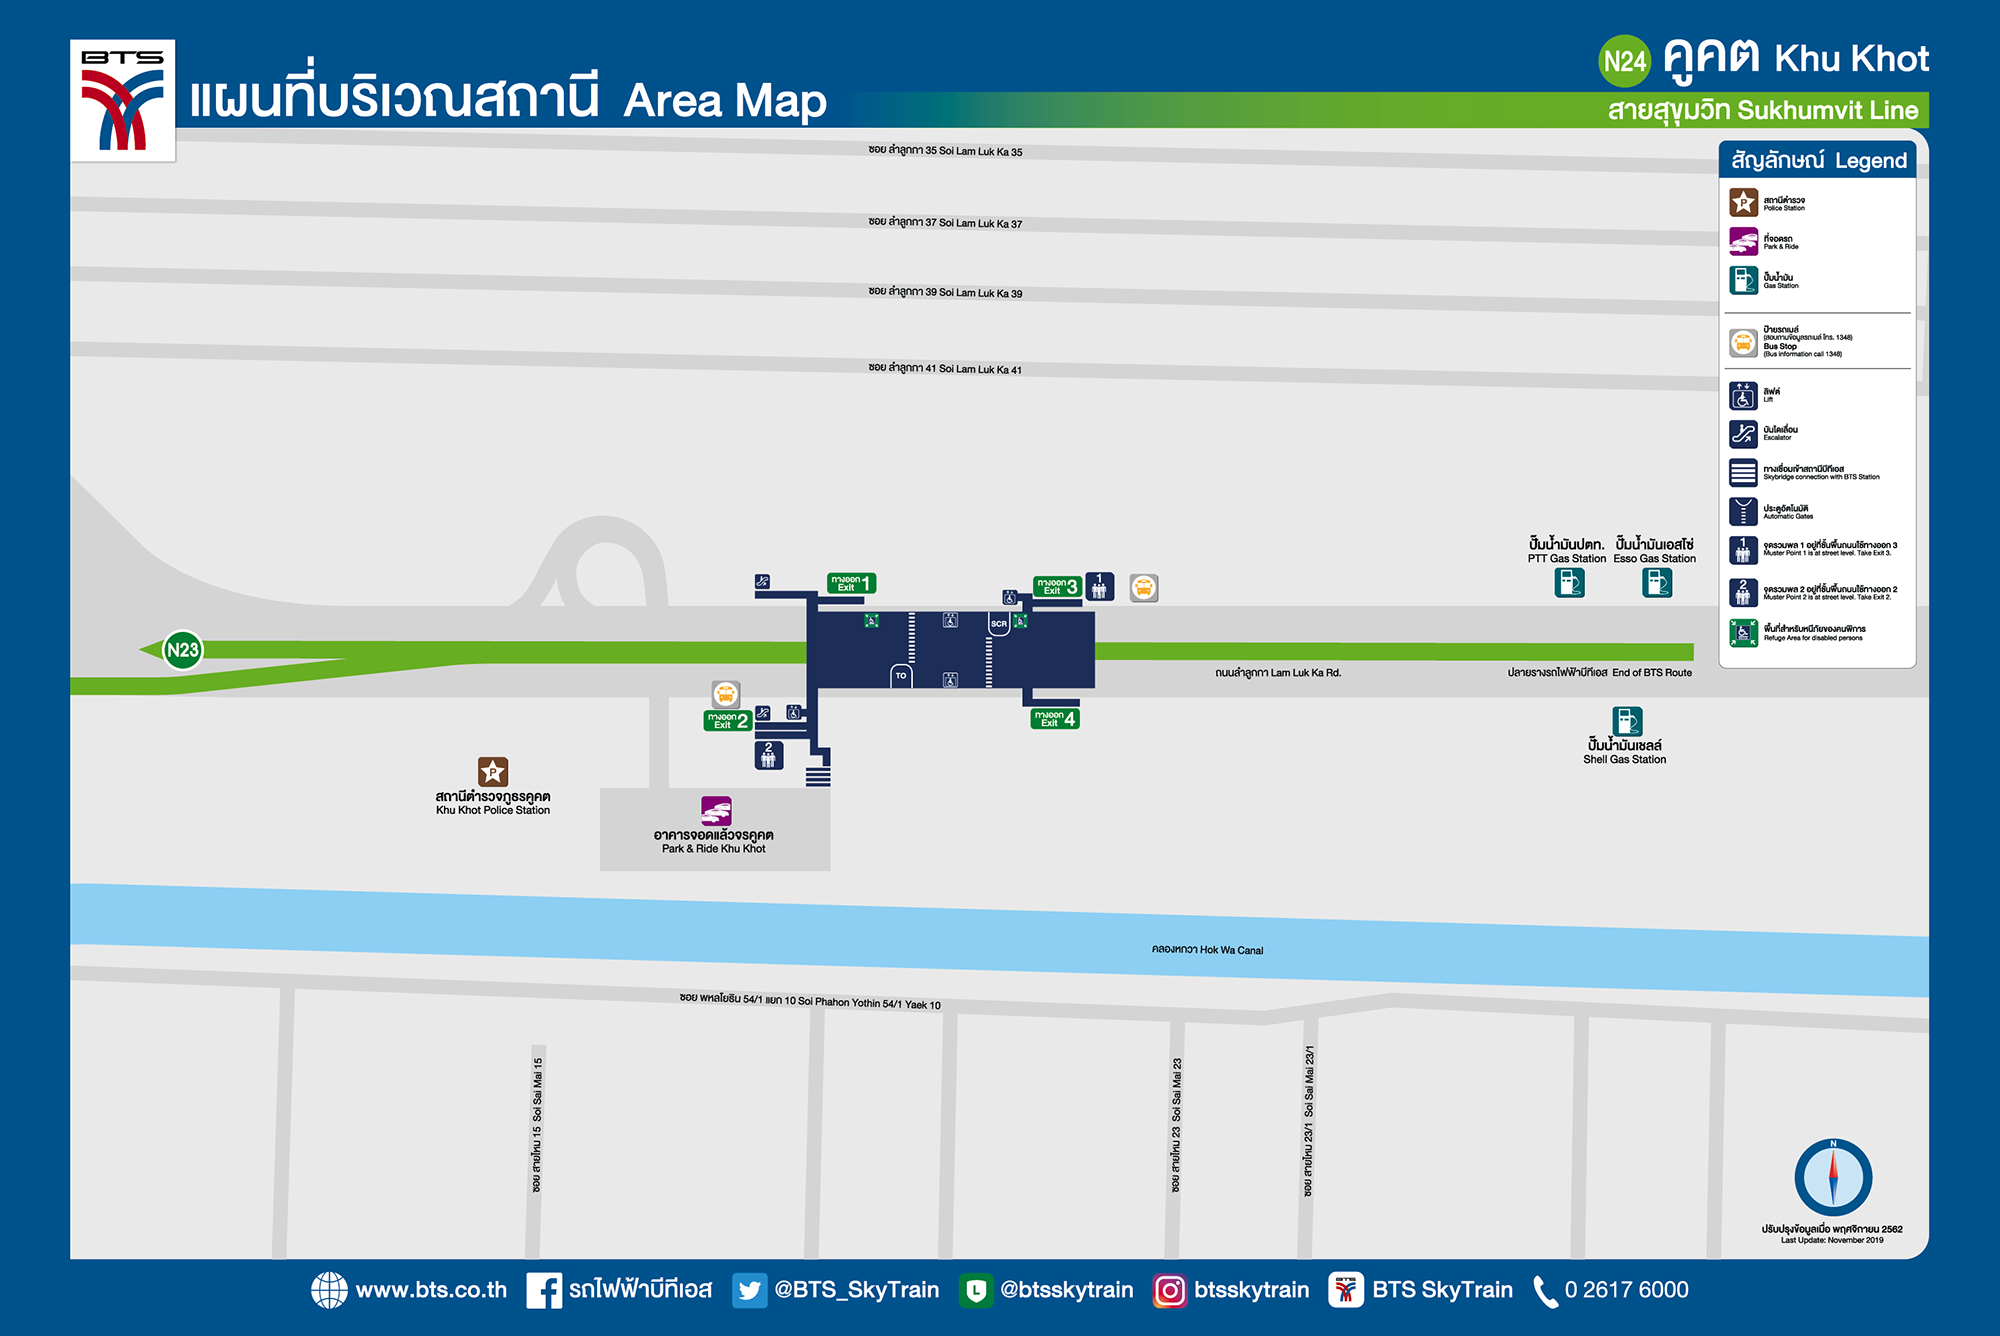 BTS
แผนที่บริเวณสถานี Area Map
N24 คูคต Khu Khot
สายสุขุมวิท Sukhumvit Line
ซอย ลำลูกกา 35 Soi Lam Luk Ka 35
ซอย ลำลูกกา 37 Soi Lam Luk Ka 37
ซอย ลำลูกกา 39 Soi Lam Luk Ka 39
ซอย ลำลูกกา 41 Soi Lam Luk Ka 41
สัญลักษณ์ Legend
P
สถานีตำรวจ
Police Station
ที่จอดรถ
Park & Ride
ปั๊มน้ำมัน
Gas Station
ป้ายรถเมล์
(สอบถามข้อมูลรถเมล์ โทร. 1348)
Bus Stop
(Bus information call 1348)
ลิฟต์
Lift
บันไดเลื่อน
Escalator
ทางเชื่อมเข้าสถานีบีทีเอส
Skybridge connection with BTS Station
ประตูอัตโนมัติ
Automatic Gates
1
จุดรวมพล 1 อยู่ที่ชั้นพื้นถนนใช้ทางออก 3
Muster Point 1 is at street level. Take Exit 3.
2
จุดรวมพล 2 อยู่ที่ชั้นพื้นถนนใช้ทางออก 2
Muster Point 2 is at street level. Take Exit 2.
พื้นที่สำหรับหนีภัยของคนพิการ
Refuge Area for disabled persons
ปั๊มน้ำมันปตท.
PTT Gas Station
ปั๊มน้ำมันเอสโซ่
Esso Gas Station
ทางออก
Exit 1
ทางออก
Exit 3
1
SCR
N23
TO
ถนนลำลูกกา Lam Luk Ka Rd.
ปลายรางรถไฟฟ้าบีทีเอส End of BTS Route
ทางออก
Exit 2
2
ทางออก
Exit 4
ปั๊มน้ำมันเชลล์
Shell Gas Station
P
สถานีตำรวจภูธรคูคต
Khu Khot Police Station
อาคารจอดแล้วจรคูคต
Park & Ride Khu Khot
คลองหกวา Hok Wa Canal
ซอย พหลโยธิน 54/1 แยก 10 Soi Phahon Yothin 54/1 Yaek 10
ซอย สายไหม 15 Soi Sai Mai 15
ซอย สายไหม 23 Soi Sai Mai 23
ซอย สายไหม 23/1 Soi Sai Mai 23/1
N
ปรับปรุงข้อมูลเมื่อ พฤศจิกายน 2562
Last Update: November 2019
www.bts.co.th รถไฟฟ้าบีทีเอส @BTS_SkyTrain @btsskytrain btsskytrain BTS SkyTrain 0 2617 6000